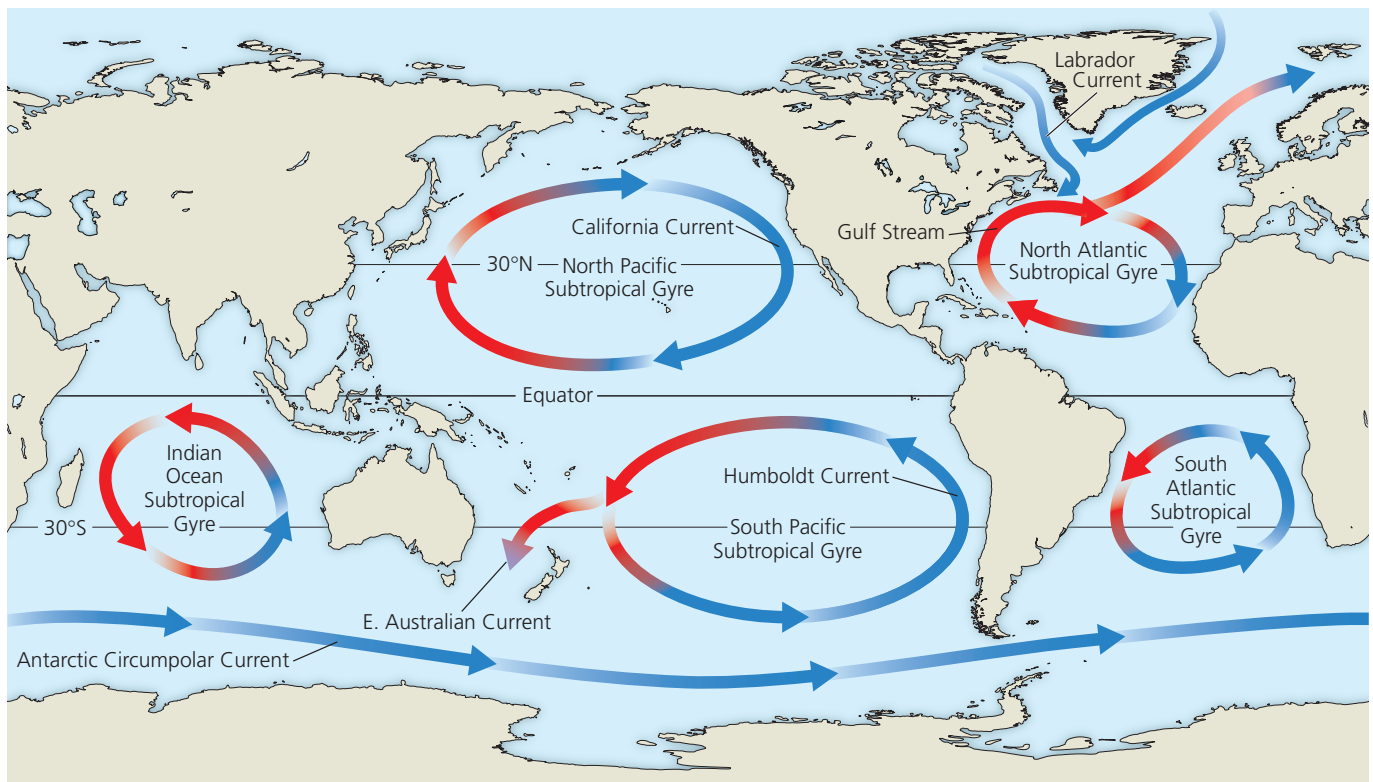 Labrador
Current
California Current
Gulf Stream
30°N
North Pacific
Subtropical Gyre
North Atlantic
Subtropical Gyre
Equator
Indian
Ocean
Subtropical
Gyre
Humboldt Current
South
Atlantic
Subtropical
Gyre
30°S
South Pacific
Subtropical Gyre
E. Australian Current
Antarctic Circumpolar Current